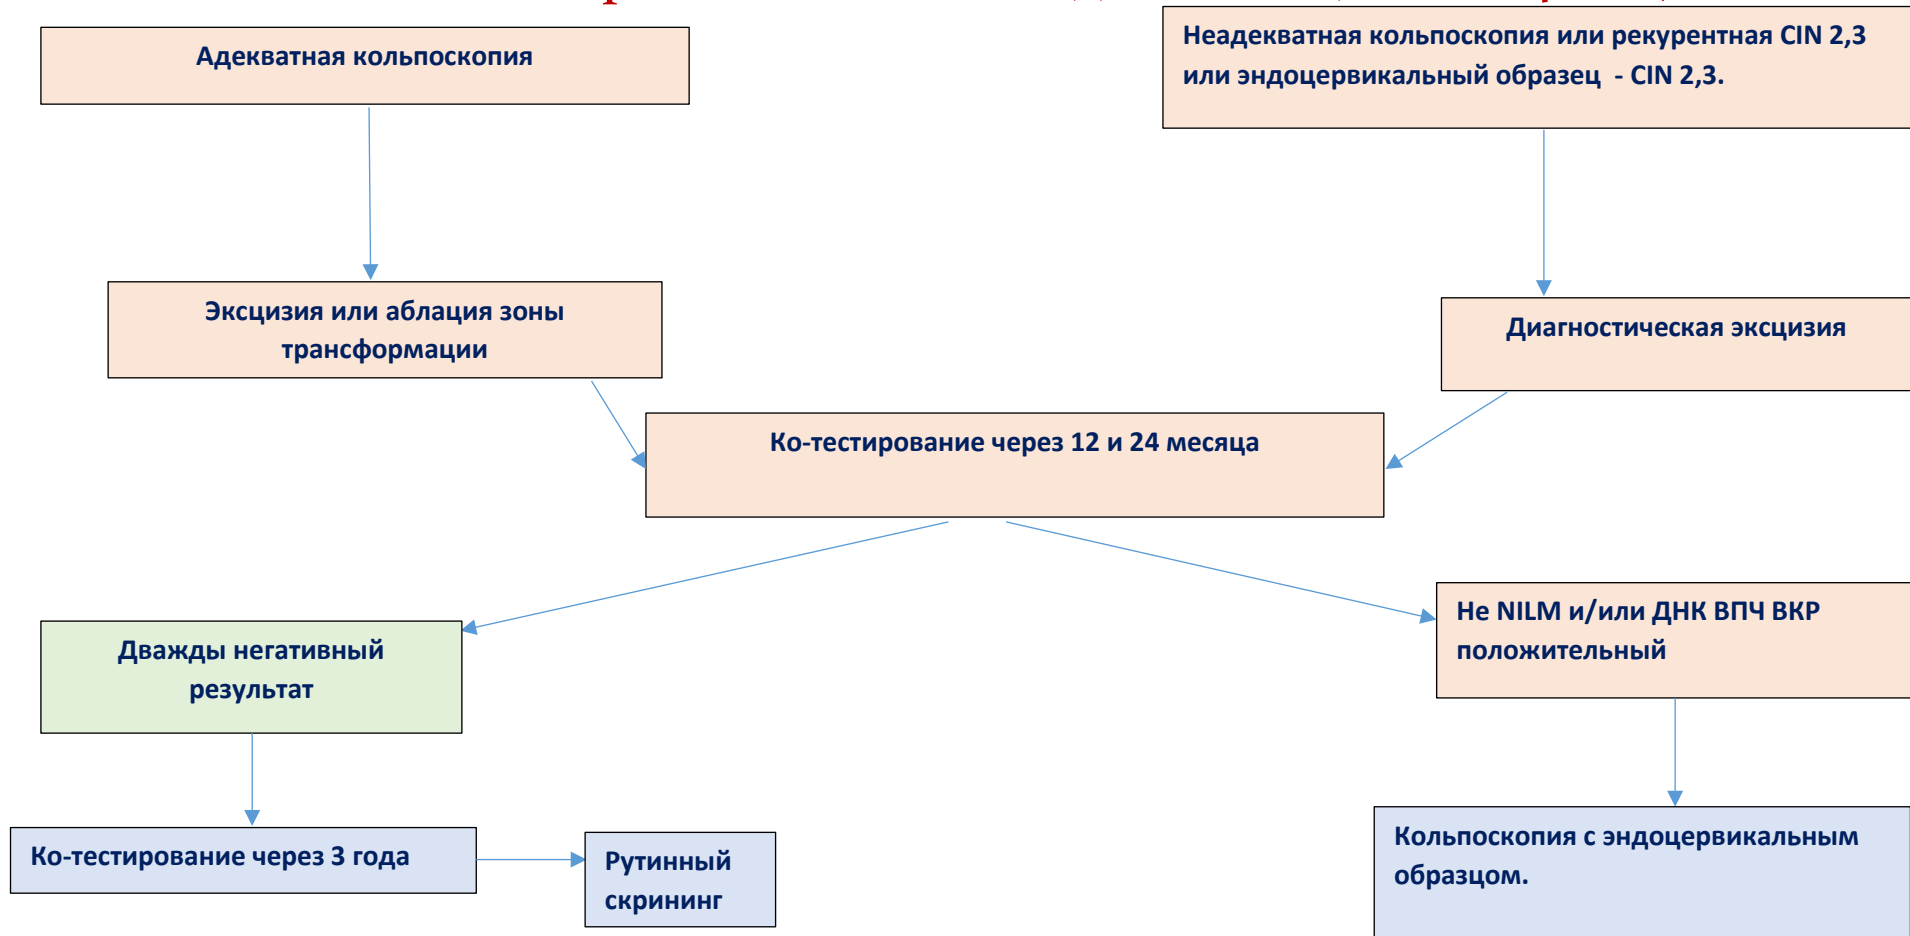 Адекватная кольпоскопия
Неадекватная кольпоскопия или рекурентная CIN 2,3
или эндоцервикальный образец - CIN 2,3.
Эксцизия или аблация зоны
трансформации
Диагностическая эксцизия
Ко-тестирование через 12 и 24 месяца
Дважды негативный
результат
Не NILM и/или ДНК ВПЧ ВКР
положительный
Ко-тестирование через 3 года
Рутинный
скрининг
Кольпоскопия с эндоцервикальным
образцом.